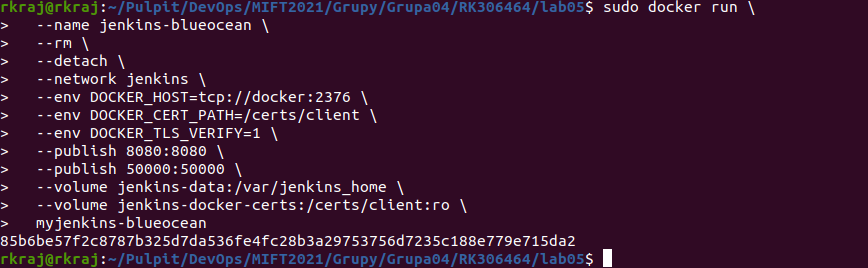 rkraj@rkraj:~/Pulpit/DevOps/MIFT2021/Grupy/Grupa04/RK306464/lab05$ sudo docker run \
>   --name jenkins-blueocean \
>   --rm \
>   --detach \
>   --network jenkins \
>   --env DOCKER_HOST=tcp://docker:2376 \
>   --env DOCKER_CERT_PATH=/certs/client \
>   --env DOCKER_TLS_VERIFY=1 \
>   --publish 8080:8080 \
>   --publish 50000:50000 \
>   --volume jenkins-data:/var/jenkins_home \
>   --volume jenkins-docker-certs:/certs/client:ro \
>   myjenkins-blueocean
85b6be57f2c8787b325d7da536fe4fc28b3a29753756d7235c188e779e715da2
rkraj@rkraj:~/Pulpit/DevOps/MIFT2021/Grupy/Grupa04/RK306464/lab05$